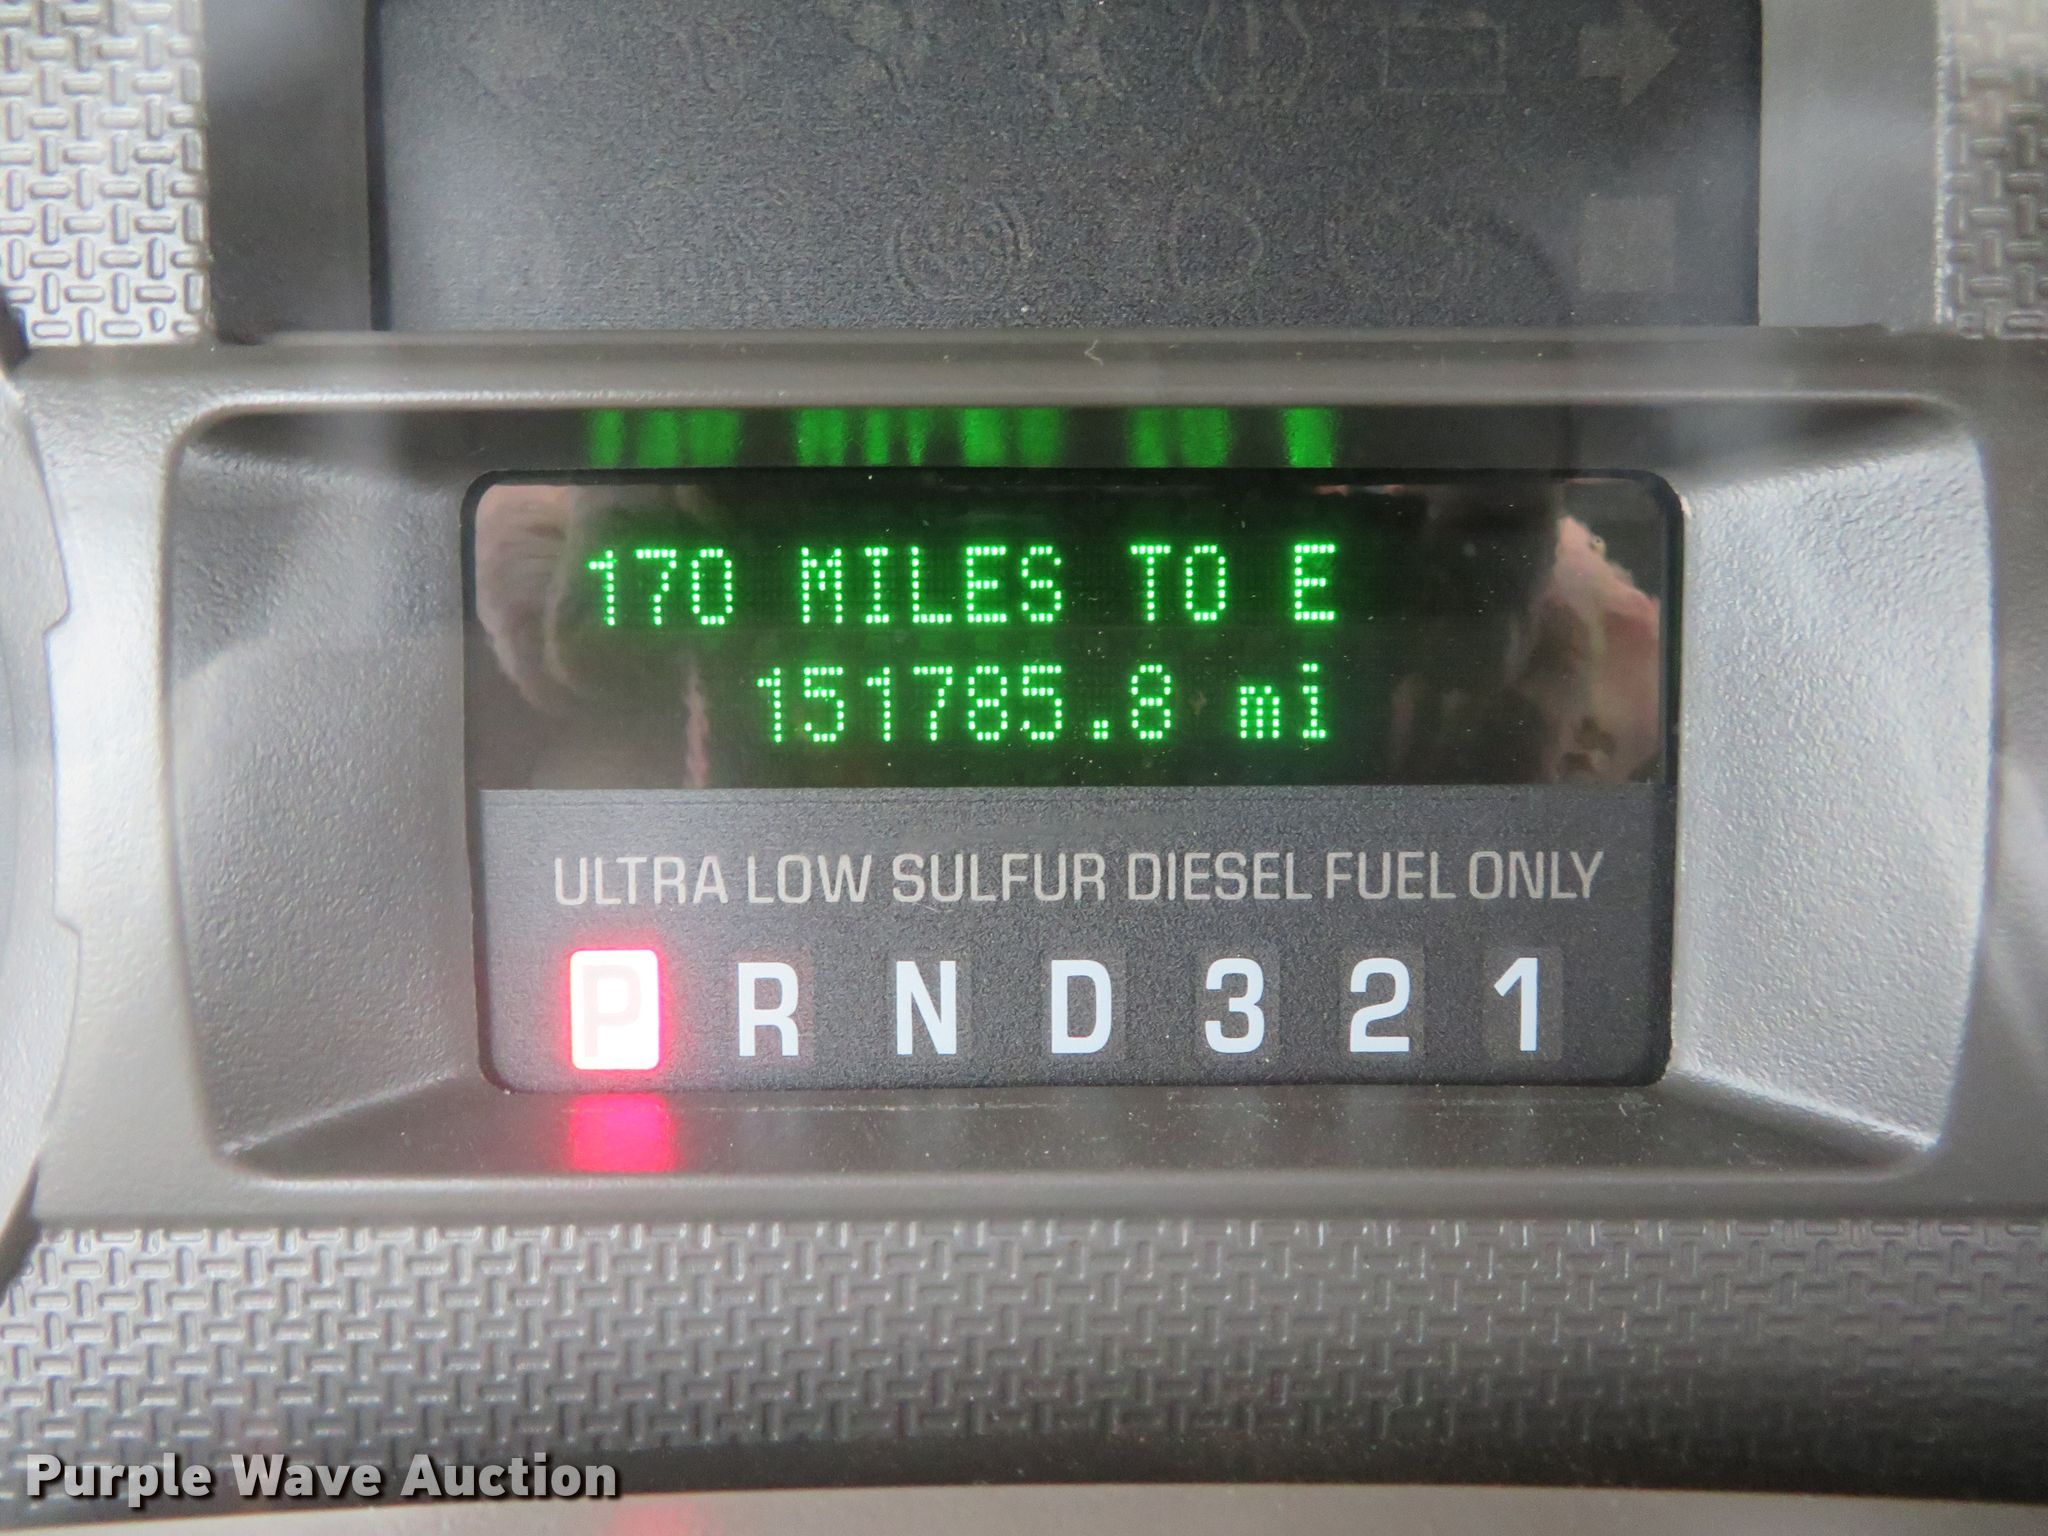 170 MILES TO E
151785.8 mi
ULTRA LOW SULFUR DIESEL FUEL ONLY
P R N D 3 2 1
Purple Wave Auction